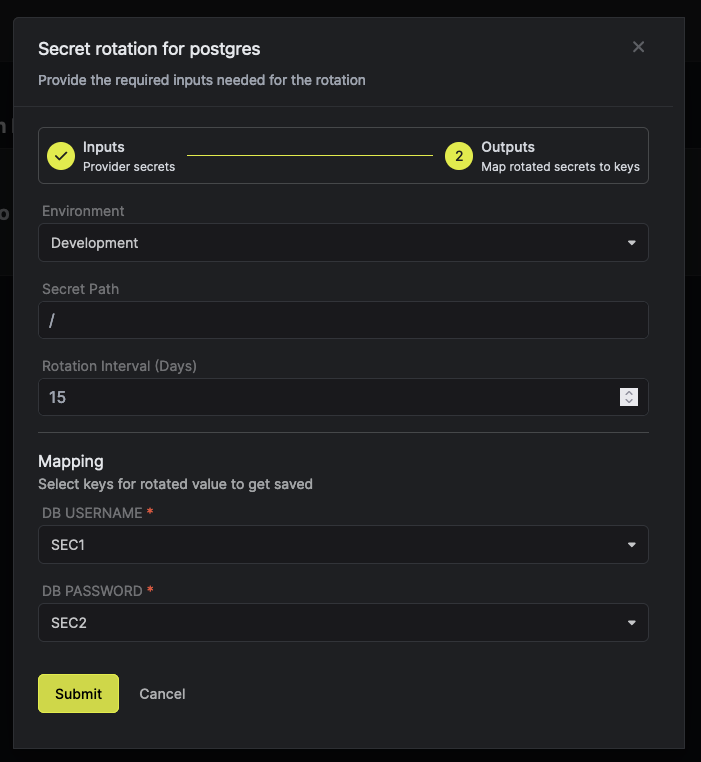 Secret rotation for postgres
Provide the required inputs needed for the rotation
Inputs
Provider secrets
2
Outputs
Map rotated secrets to keys
Environment
Development
Secret Path
/
Rotation Interval (Days)
15
Mapping
Select keys for rotated value to get saved
DB USERNAME *
SEC1
DB PASSWORD *
SEC2
Submit
Cancel